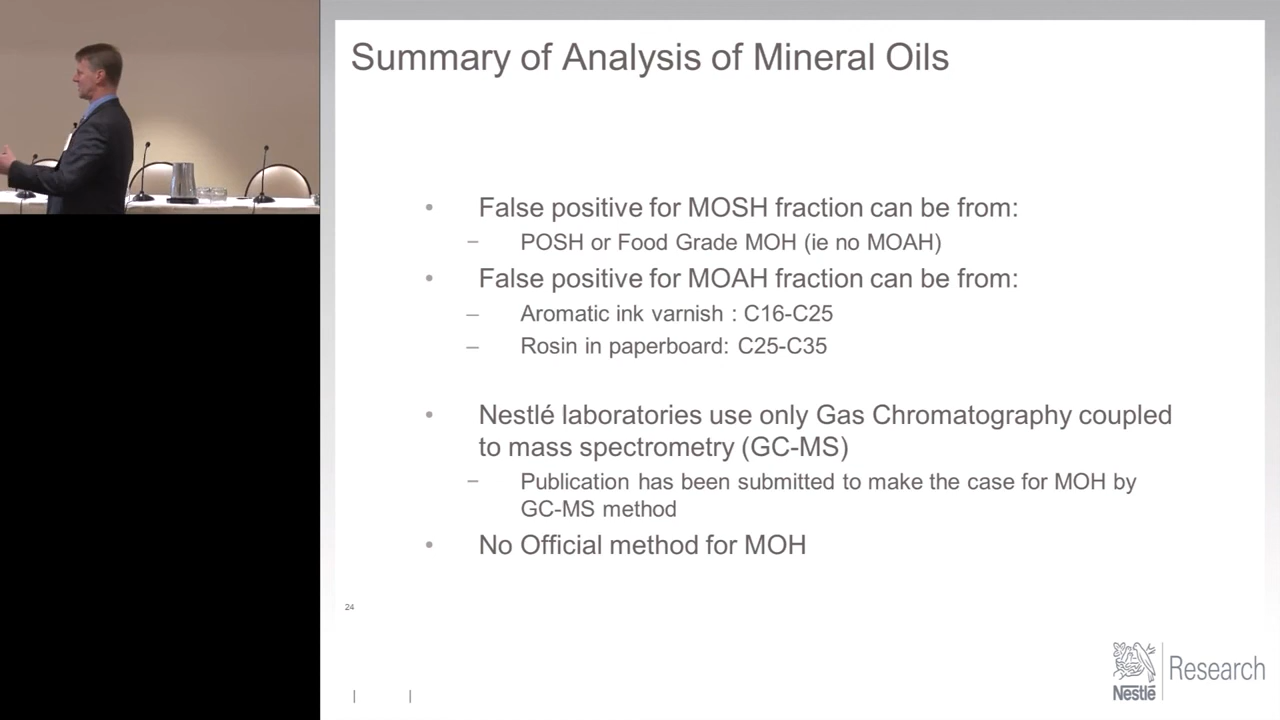 Summary of Analysis of Mineral Oils
• False positive for MOSH fraction can be from:
− POSH or Food Grade MOH (ie no MOAH)
• False positive for MOAH fraction can be from:
– Aromatic ink varnish : C16-C25
– Rosin in paperboard: C25-C35
• Nestlé laboratories use only Gas Chromatography coupled
to mass spectrometry (GC-MS)
− Publication has been submitted to make the case for MOH by
GC-MS method
• No Official method for MOH
24
Nestlé Research